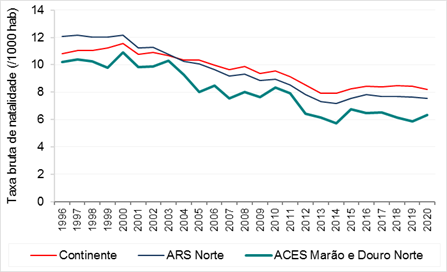 Taxa bruta de natalidade (/1000 hab)
14
12
10
8
6
4
2
0
1996 1997 1998 1999 2000 2001 2002 2003 2004 2005 2006 2007 2008 2009 2010 2011 2012 2013 2014 2015 2016 2017 2018 2019 2020
Continente ARS Norte ACES Marão e Douro Norte